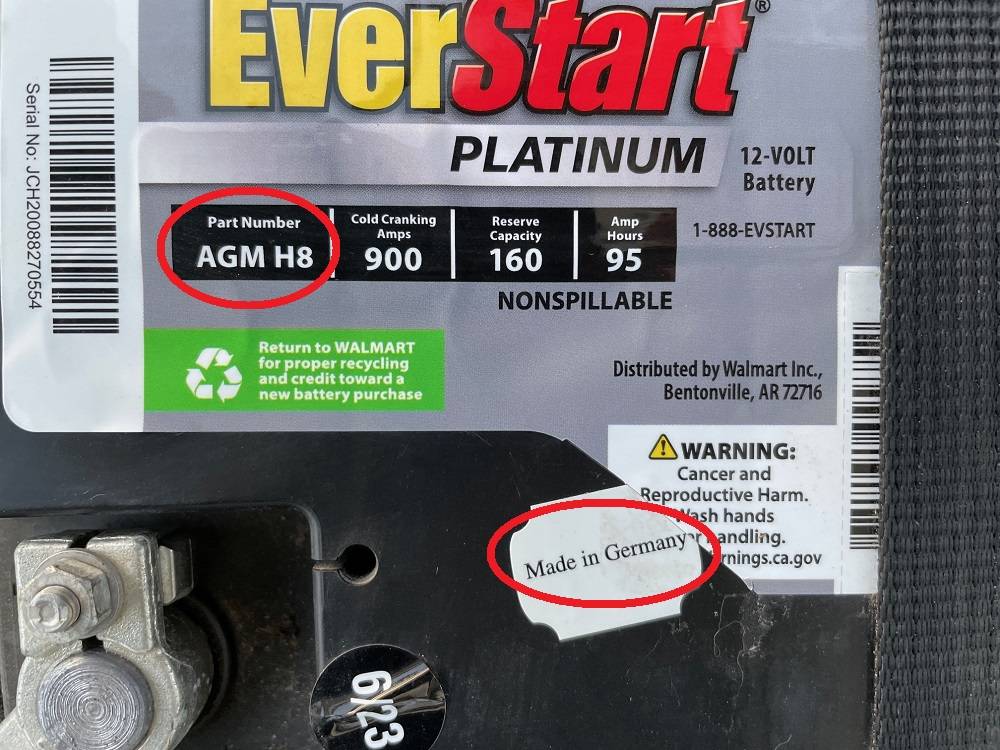 EverStart®
PLATINUM
12-VOLT
Battery
Serial No: JCH20088270554
Part Number
AGM H8
Cold Cranking
Amps
900
Reserve
Capacity
160
Amp
Hours
95
1-888-EVSTART
NONSPILLABLE
Return to WALMART
for proper recycling
and credit toward a
new battery purchase
Distributed by Walmart Inc.,
Bentonville, AR 72716
WARNING:
Cancer and
Reproductive Harm.
Wash hands
handling.
rnings.ca.gov
Made in Germany
6/23